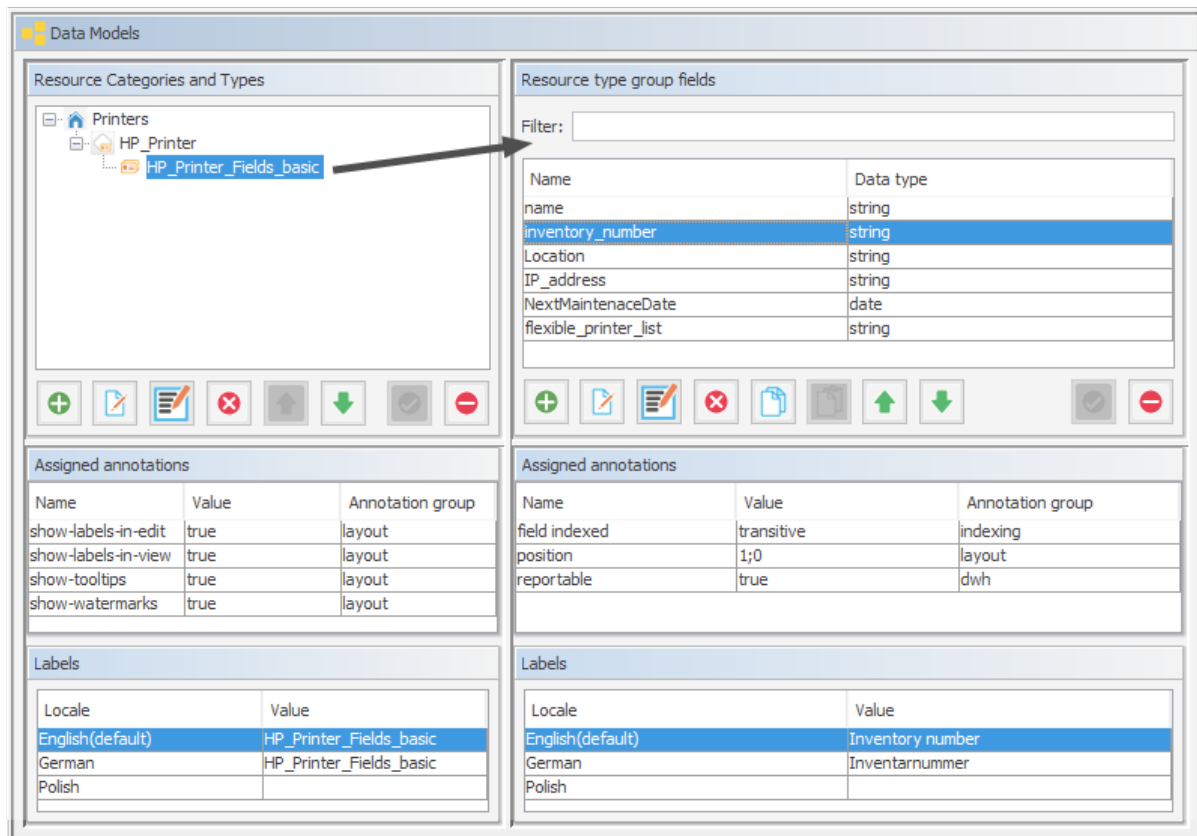 Data Models
Resource Categories and Types
Printers
HP_Printer
HP_Printer_Fields_basic
Resource type group fields
Filter:
Name Data type
name string
inventory_number string
Location string
IP_address string
NextMaintenaceDate date
flexible_printer_list string
Assigned annotations
Name Value Annotation group
show-labels-in-edit true layout
show-labels-in-view true layout
show-tooltips true layout
show-watermarks true layout
Assigned annotations
Name Value Annotation group
field indexed transitive indexing
position 1;0 layout
reportable true dwh
Labels
Locale Value
English(default) HP_Printer_Fields_basic
German HP_Printer_Fields_basic
Polish
Labels
Locale Value
English(default) Inventory number
German Inventarnummer
Polish